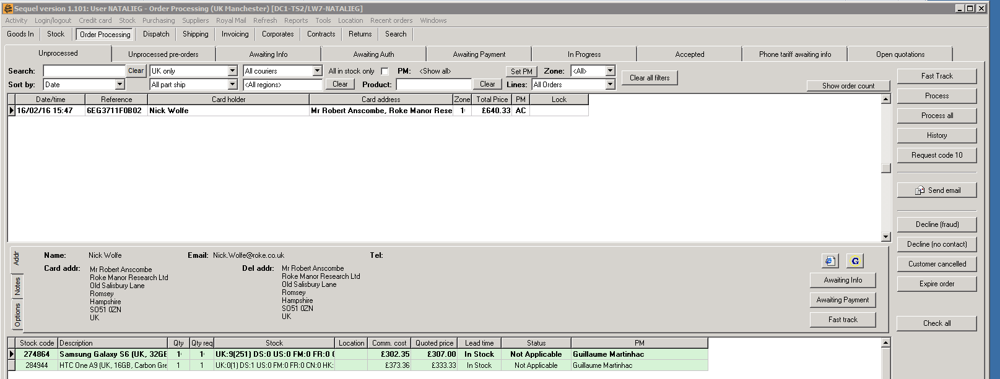 Sequel version 1.101: User NATALIEG - Order Processing (UK Manchester) [DC1-TS2/LW7-NATALIEG]
Activity Login/logout Credit card Stock Purchasing Suppliers Royal Mail Refresh Reports Tools Location Recent orders Windows
Goods In Stock Order Processing Dispatch Shipping Invoicing Corporates Contracts Returns Search
Unprocessed Unprocessed pre-orders Awaiting Info Awaiting Auth Awaiting Payment In Progress Accepted Phone tariff awaiting info Open quotations
Search: Clear UK only All couriers All in stock only PM: <Show all> Set PM Zone: <All> Clear all filters
Sort by: Date All part ship <All regions> Clear Product: Clear Lines: All Orders Show order count
Date/time Reference Card holder Card address Zone Total Price PM Lock
16/02/16 15:47 6EG3711F0B02 Nick Wolfe Mr Robert Anscombe, Roke Manor Rese 1: £640.33 AC
Fast Track
Process
Process all
History
Request code 10
Send email
Decline (fraud)
Decline (no contact)
Customer cancelled
Expire order
Check all
Addr
Notes
Options
Name: Nick Wolfe Email: Nick.Wolfe@roke.co.uk Tel:
Card addr: Mr Robert Anscombe
Roke Manor Research Ltd
Old Salisbury Lane
Romsey
Hampshire
SO51 0ZN
UK
Del addr: Mr Robert Anscombe
Roke Manor Research Ltd
Old Salisbury Lane
Romsey
Hampshire
SO51 0ZN
UK
G
Awaiting Info
Awaiting Payment
Fast track
Stock code Description Qty Qty req Stock Location Comm. cost Quoted price Lead time Status PM
274864 Samsung Galaxy S6 (UK, 32GE 1: 1: UK:9(251) DS:0 US:0 FM:0 FR:0 ( £302.35 £307.00 In Stock Not Applicable Guillaume Martinhac
284944 HTC One A9 (UK, 16GB, Carbon Gre 1 1 UK:0(1) DS:1 US:0 FM:0 FR:0 CN:0 HK: £373.36 £333.33 In Stock Not Applicable Guillaume Martinhac